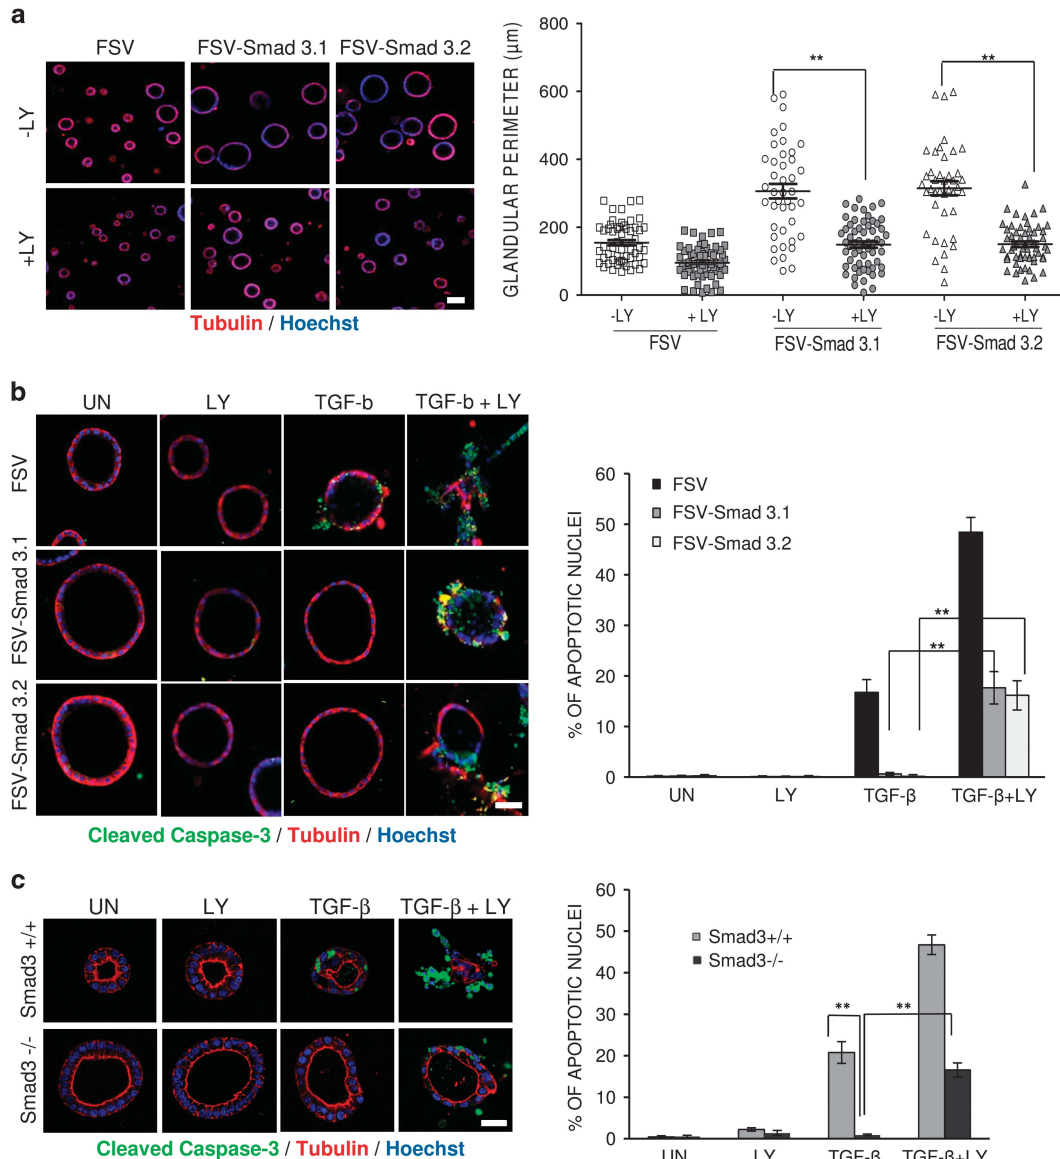 a
FSV FSV-Smad 3.1 FSV-Smad 3.2
-LY
+LY
Tubulin / Hoechst
GLANDULAR PERIMETER (µm)
800
600
400
200
0
** **
-LY + LY -LY +LY -LY +LY
FSV FSV-Smad 3.1 FSV-Smad 3.2
b
UN LY TGF-b TGF-b + LY
FSV
FSV-Smad 3.1
FSV-Smad 3.2
Cleaved Caspase-3 / Tubulin / Hoechst
% OF APOPTOTIC NUCLEI
60
50
40
30
20
10
0
FSV
FSV-Smad 3.1
FSV-Smad 3.2
**
**
UN LY TGF-β TGF-β+LY
c
UN LY TGF-β TGF-β + LY
Smad3 +/+
Smad3 -/-
Cleaved Caspase-3 / Tubulin / Hoechst
% OF APOPTOTIC NUCLEI
60
50
40
30
20
10
0
Smad3+/+
Smad3-/-
** **
UN LY TGF-β TGF-β+LY